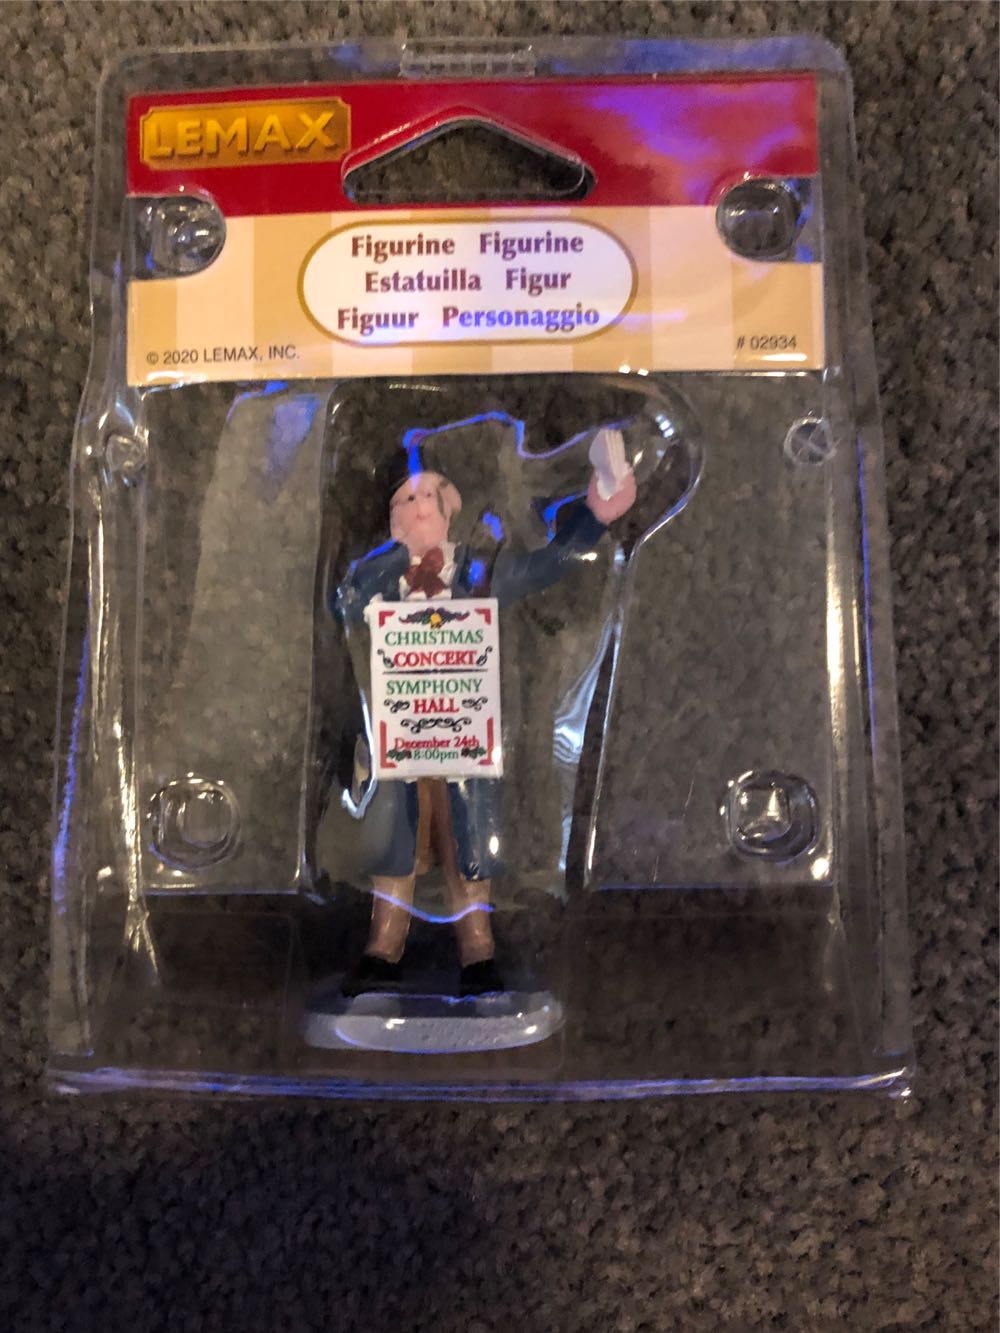 LEMAX
Figurine Figurine
Estatuilla Figur
Figuur Personaggio
© 2020 LEMAX, INC.
# 02934
CHRISTMAS
CONCERT
SYMPHONY
HALL
December 24th
8:00pm